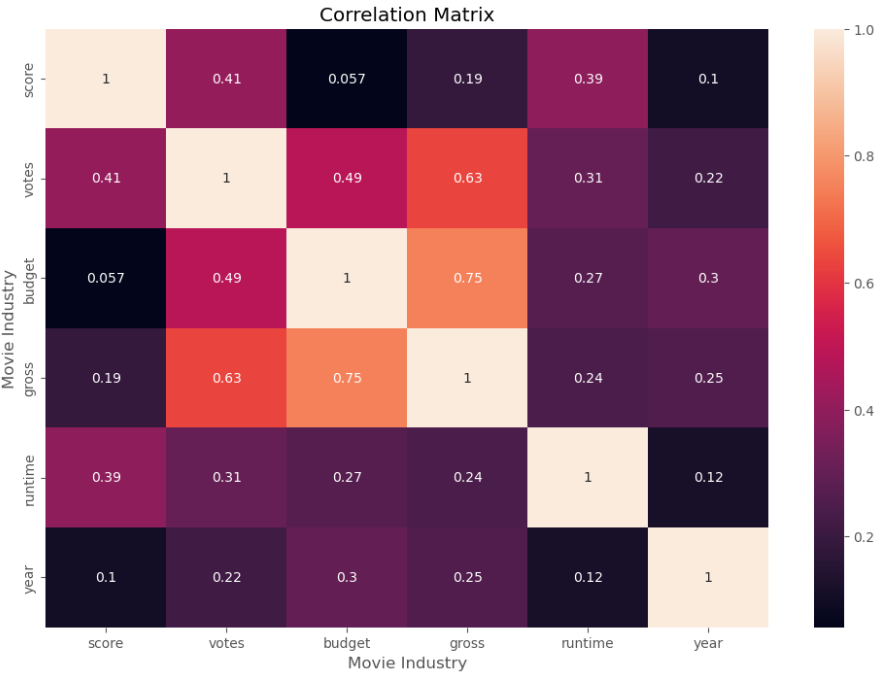 Correlation Matrix
score 1 0.41 0.057 0.19 0.39 0.1
votes 0.41 1 0.49 0.63 0.31 0.22
budget 0.057 0.49 1 0.75 0.27 0.3
gross 0.19 0.63 0.75 1 0.24 0.25
runtime 0.39 0.31 0.27 0.24 1 0.12
year 0.1 0.22 0.3 0.25 0.12 1
Movie Industry
score votes budget gross runtime year
Movie Industry
1.0
0.8
0.6
0.4
0.2